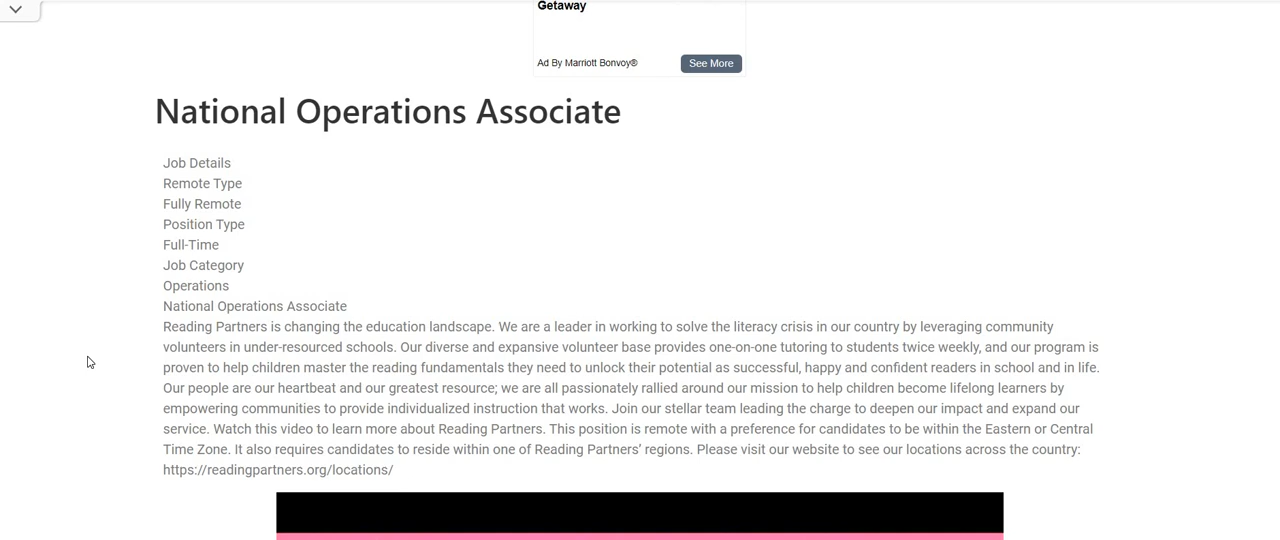 Getaway
Ad By Marriott Bonvoy®
See More
National Operations Associate
Job Details
Remote Type
Fully Remote
Position Type
Full-Time
Job Category
Operations
National Operations Associate
Reading Partners is changing the education landscape. We are a leader in working to solve the literacy crisis in our country by leveraging community
volunteers in under-resourced schools. Our diverse and expansive volunteer base provides one-on-one tutoring to students twice weekly, and our program is
proven to help children master the reading fundamentals they need to unlock their potential as successful, happy and confident readers in school and in life.
Our people are our heartbeat and our greatest resource; we are all passionately rallied around our mission to help children become lifelong learners by
empowering communities to provide individualized instruction that works. Join our stellar team leading the charge to deepen our impact and expand our
service. Watch this video to learn more about Reading Partners. This position is remote with a preference for candidates to be within the Eastern or Central
Time Zone. It also requires candidates to reside within one of Reading Partners’ regions. Please visit our website to see our locations across the country:
https://readingpartners.org/locations/